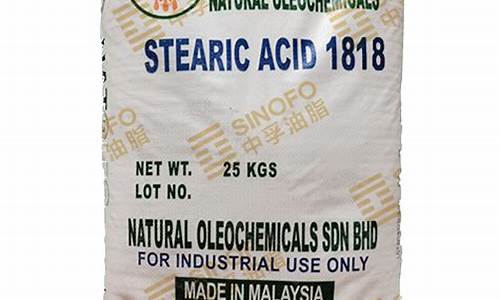 NATURAL OLEOCHEMICALS
STEARIC ACID 1818
SINOFO
中孚油脂
NET WT. 25 KGS
LOT NO.
NATURAL OLEOCHEMICALS SDN BHD
FOR INDUSTRIAL USE ONLY
MADE IN MALAYSIA